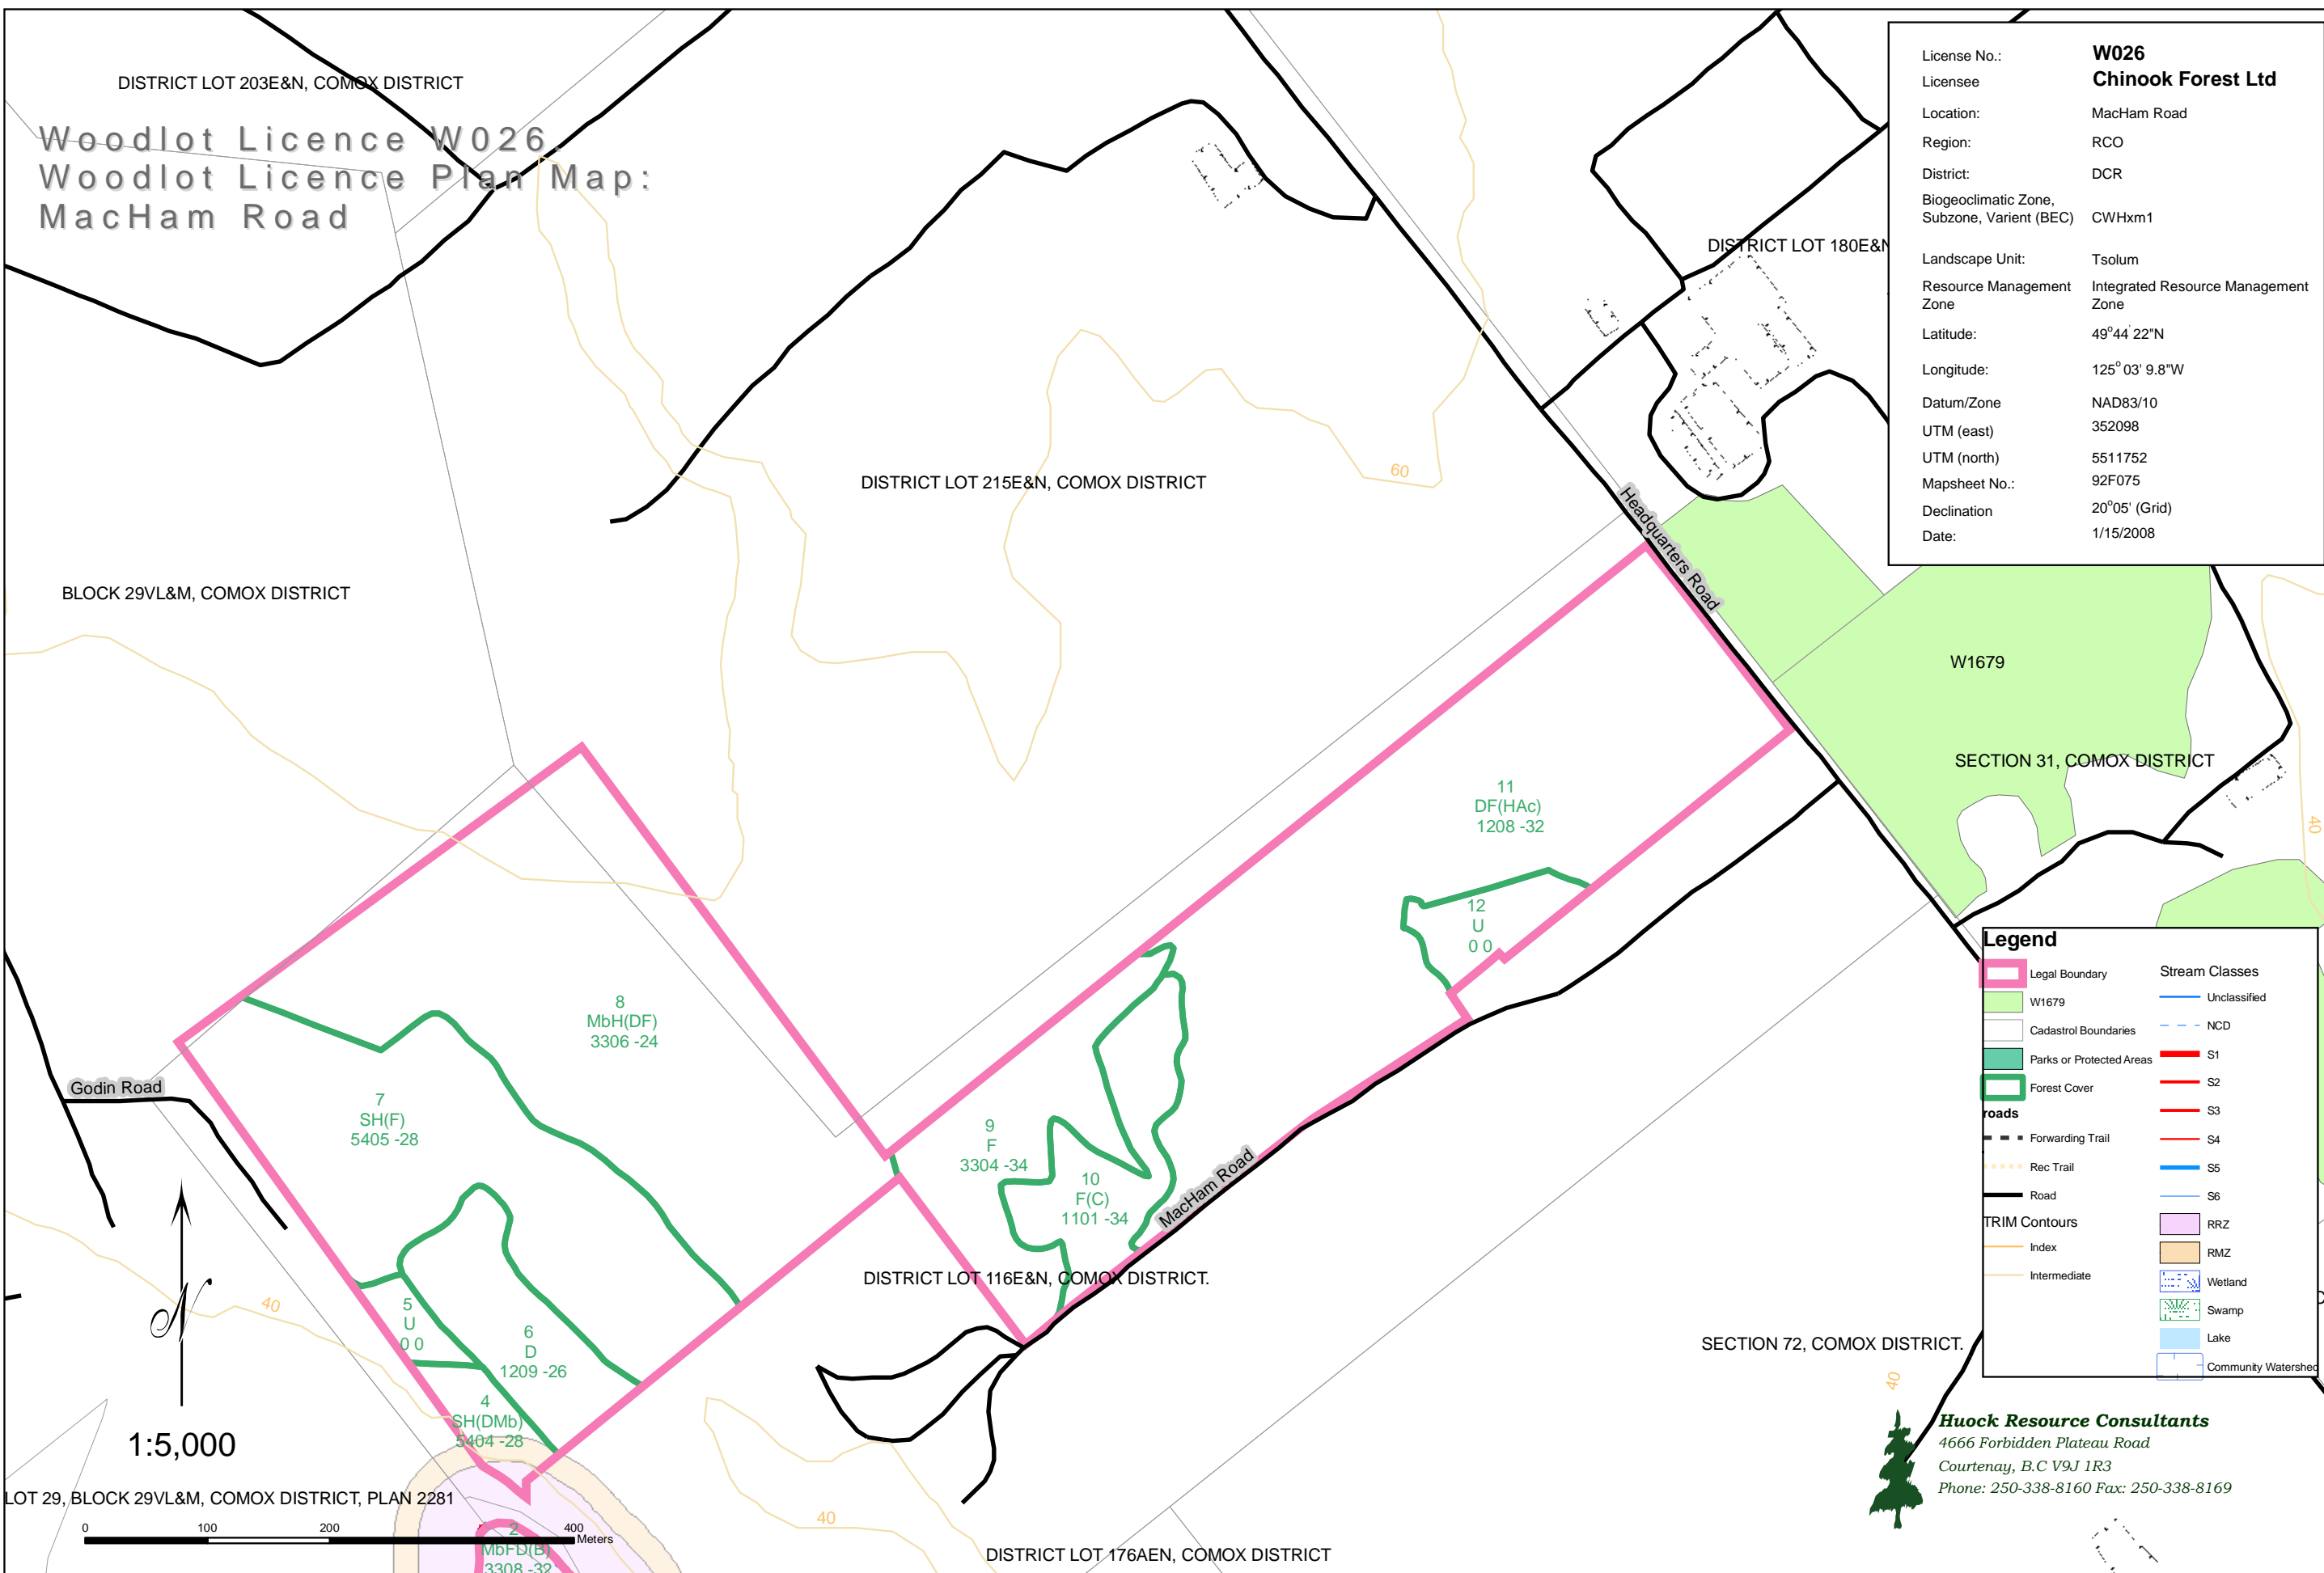 DISTRICT LOT 203E&N, COMOX DISTRICT
Woodlot Licence W026
Woodlot Licence Plan Map:
MacHam Road
License No.: W026
Licensee Chinook Forest Ltd
Location: MacHam Road
Region: RCO
District: DCR
Biogeoclimatic Zone,
Subzone, Varient (BEC) CWHxm1
Landscape Unit: Tsolum
Resource Management Integrated Resource Management
Zone Zone
Latitude: 49°44 22"N
Longitude: 125° 03' 9.8"W
Datum/Zone NAD83/10
UTM (east) 352098
UTM (north) 5511752
Mapsheet No.: 92F075
Declination 20°05' (Grid)
Date: 1/15/2008
DISTRICT LOT 180E&N
DISTRICT LOT 215E&N, COMOX DISTRICT
60
Headquarters Road
BLOCK 29VL&M, COMOX DISTRICT
W1679
SECTION 31, COMOX DISTRICT
40
11
DF(HAc)
1208 -32
12
U
0 0
8
MbH(DF)
3306 -24
7
SH(F)
5405 -28
Godin Road
9
F
3304 -34
10
F(C)
1101 -34
MacHam Road
DISTRICT LOT 116E&N, COMOX DISTRICT.
5
U
0 0
6
D
1209 -26
4
SH(DMb)
5404 -28
40
N
1:5,000
LOT 29, BLOCK 29VL&M, COMOX DISTRICT, PLAN 2281
0 100 200 400
Meters
2
MbFD(B)
3308 -32
40
DISTRICT LOT 176AEN, COMOX DISTRICT
SECTION 72, COMOX DISTRICT.
40
Legend
Legal Boundary
W1679
Cadastrol Boundaries
Parks or Protected Areas
Forest Cover
roads
Forwarding Trail
Rec Trail
Road
TRIM Contours
Index
Intermediate
Stream Classes
Unclassified
NCD
S1
S2
S3
S4
S5
S6
RRZ
RMZ
Wetland
Swamp
Lake
Community Watershed
Huock Resource Consultants
4666 Forbidden Plateau Road
Courtenay, B.C V9J 1R3
Phone: 250-338-8160 Fax: 250-338-8169